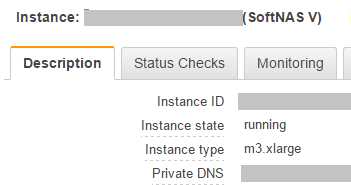 Instance: (SoftNAS V)
Description Status Checks Monitoring
Instance ID
Instance state running
Instance type m3.xlarge
Private DNS